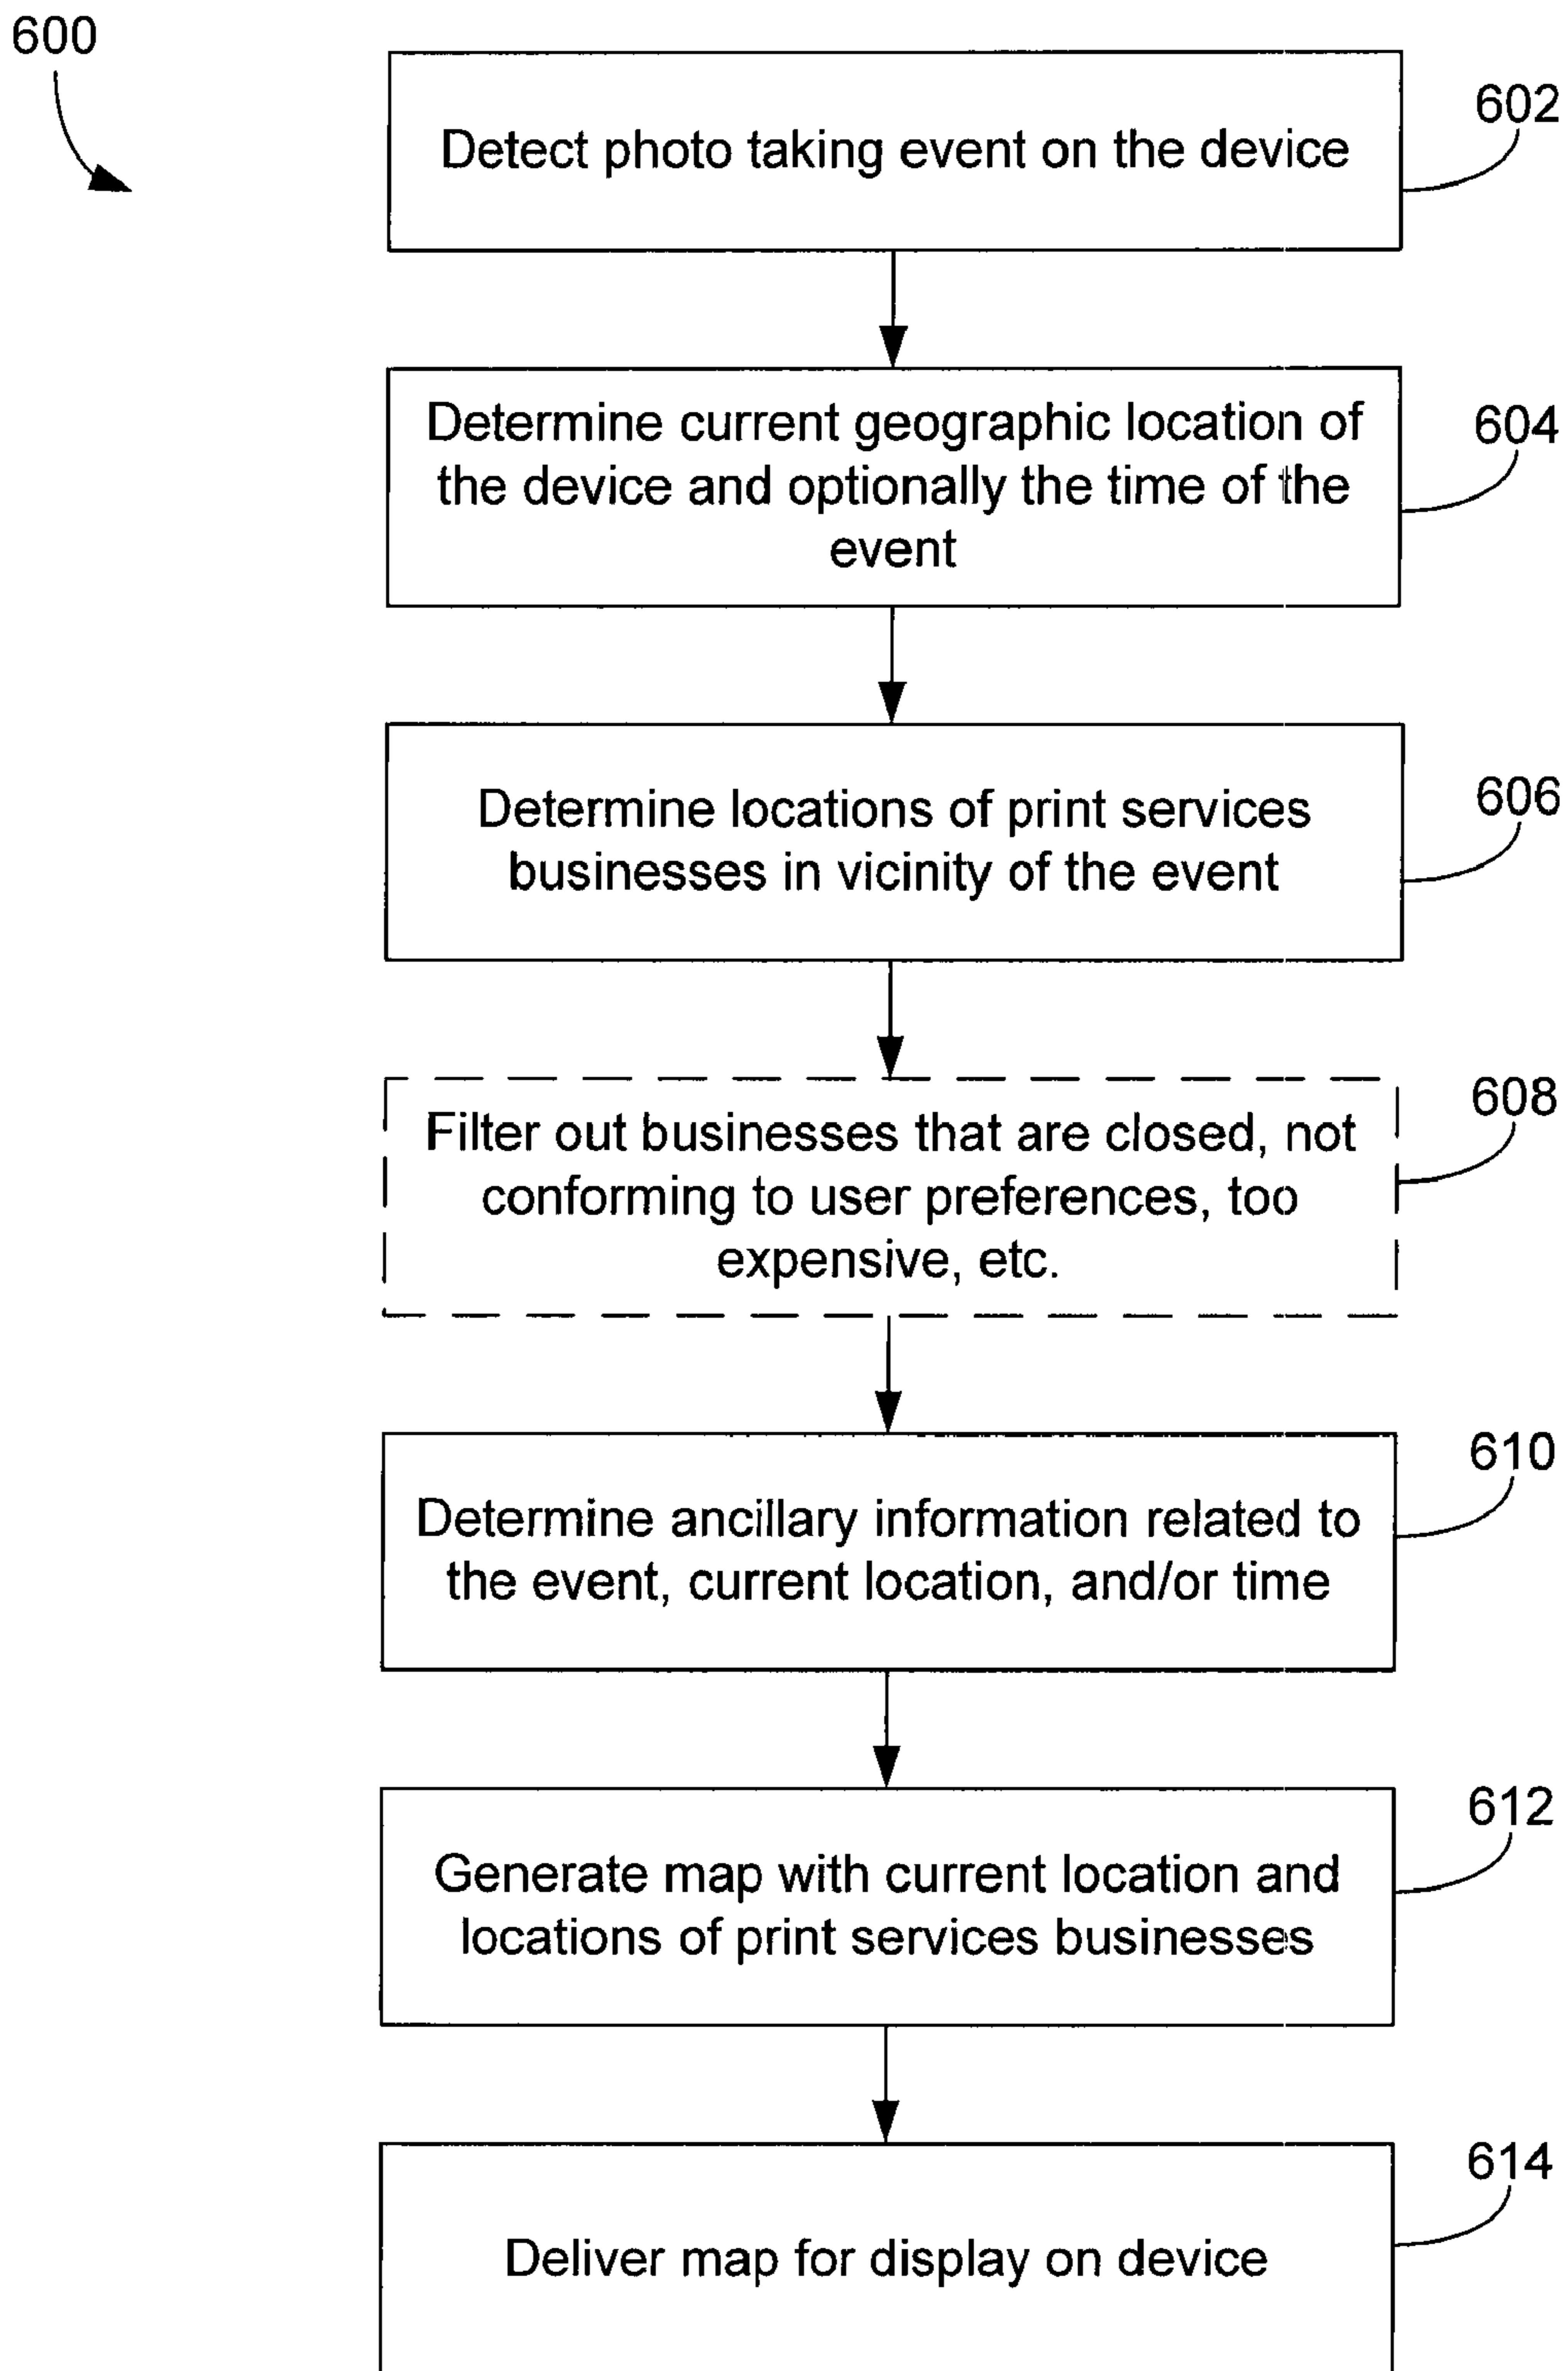 600
Detect photo taking event on the device
602
Determine current geographic location of
the device and optionally the time of the
event
604
Determine locations of print services
businesses in vicinity of the event
606
Filter out businesses that are closed, not
conforming to user preferences, too
expensive, etc.
608
Determine ancillary information related to
the event, current location, and/or time
610
Generate map with current location and
locations of print services businesses
612
Deliver map for display on device
614